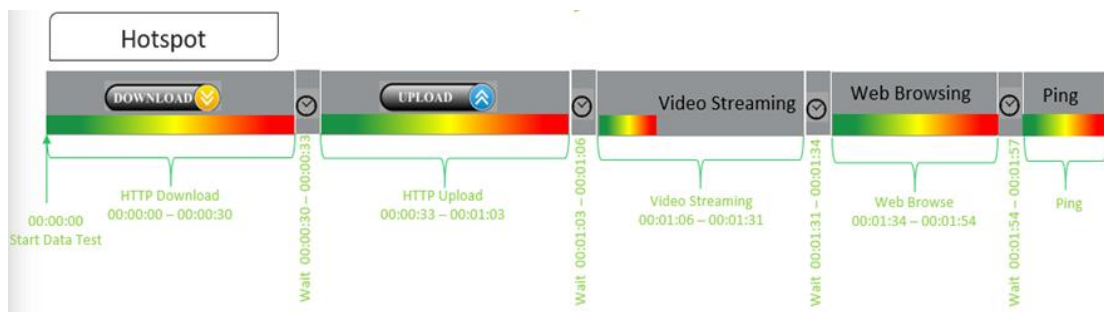 Hotspot
DOWNLOAD
UPLOAD
Video Streaming
Web Browsing
Ping
00:00:00
Start Data Test
HTTP Download
00:00:00 – 00:00:30
Wait 00:00:30 – 00:00:33
HTTP Upload
00:00:33 – 00:01:03
Wait 00:01:03 – 00:01:06
Video Streaming
00:01:06 – 00:01:31
Wait 00:01:31 – 00:01:34
Web Browse
00:01:34 – 00:01:54
Wait 00:01:54 – 00:01:57
Ping